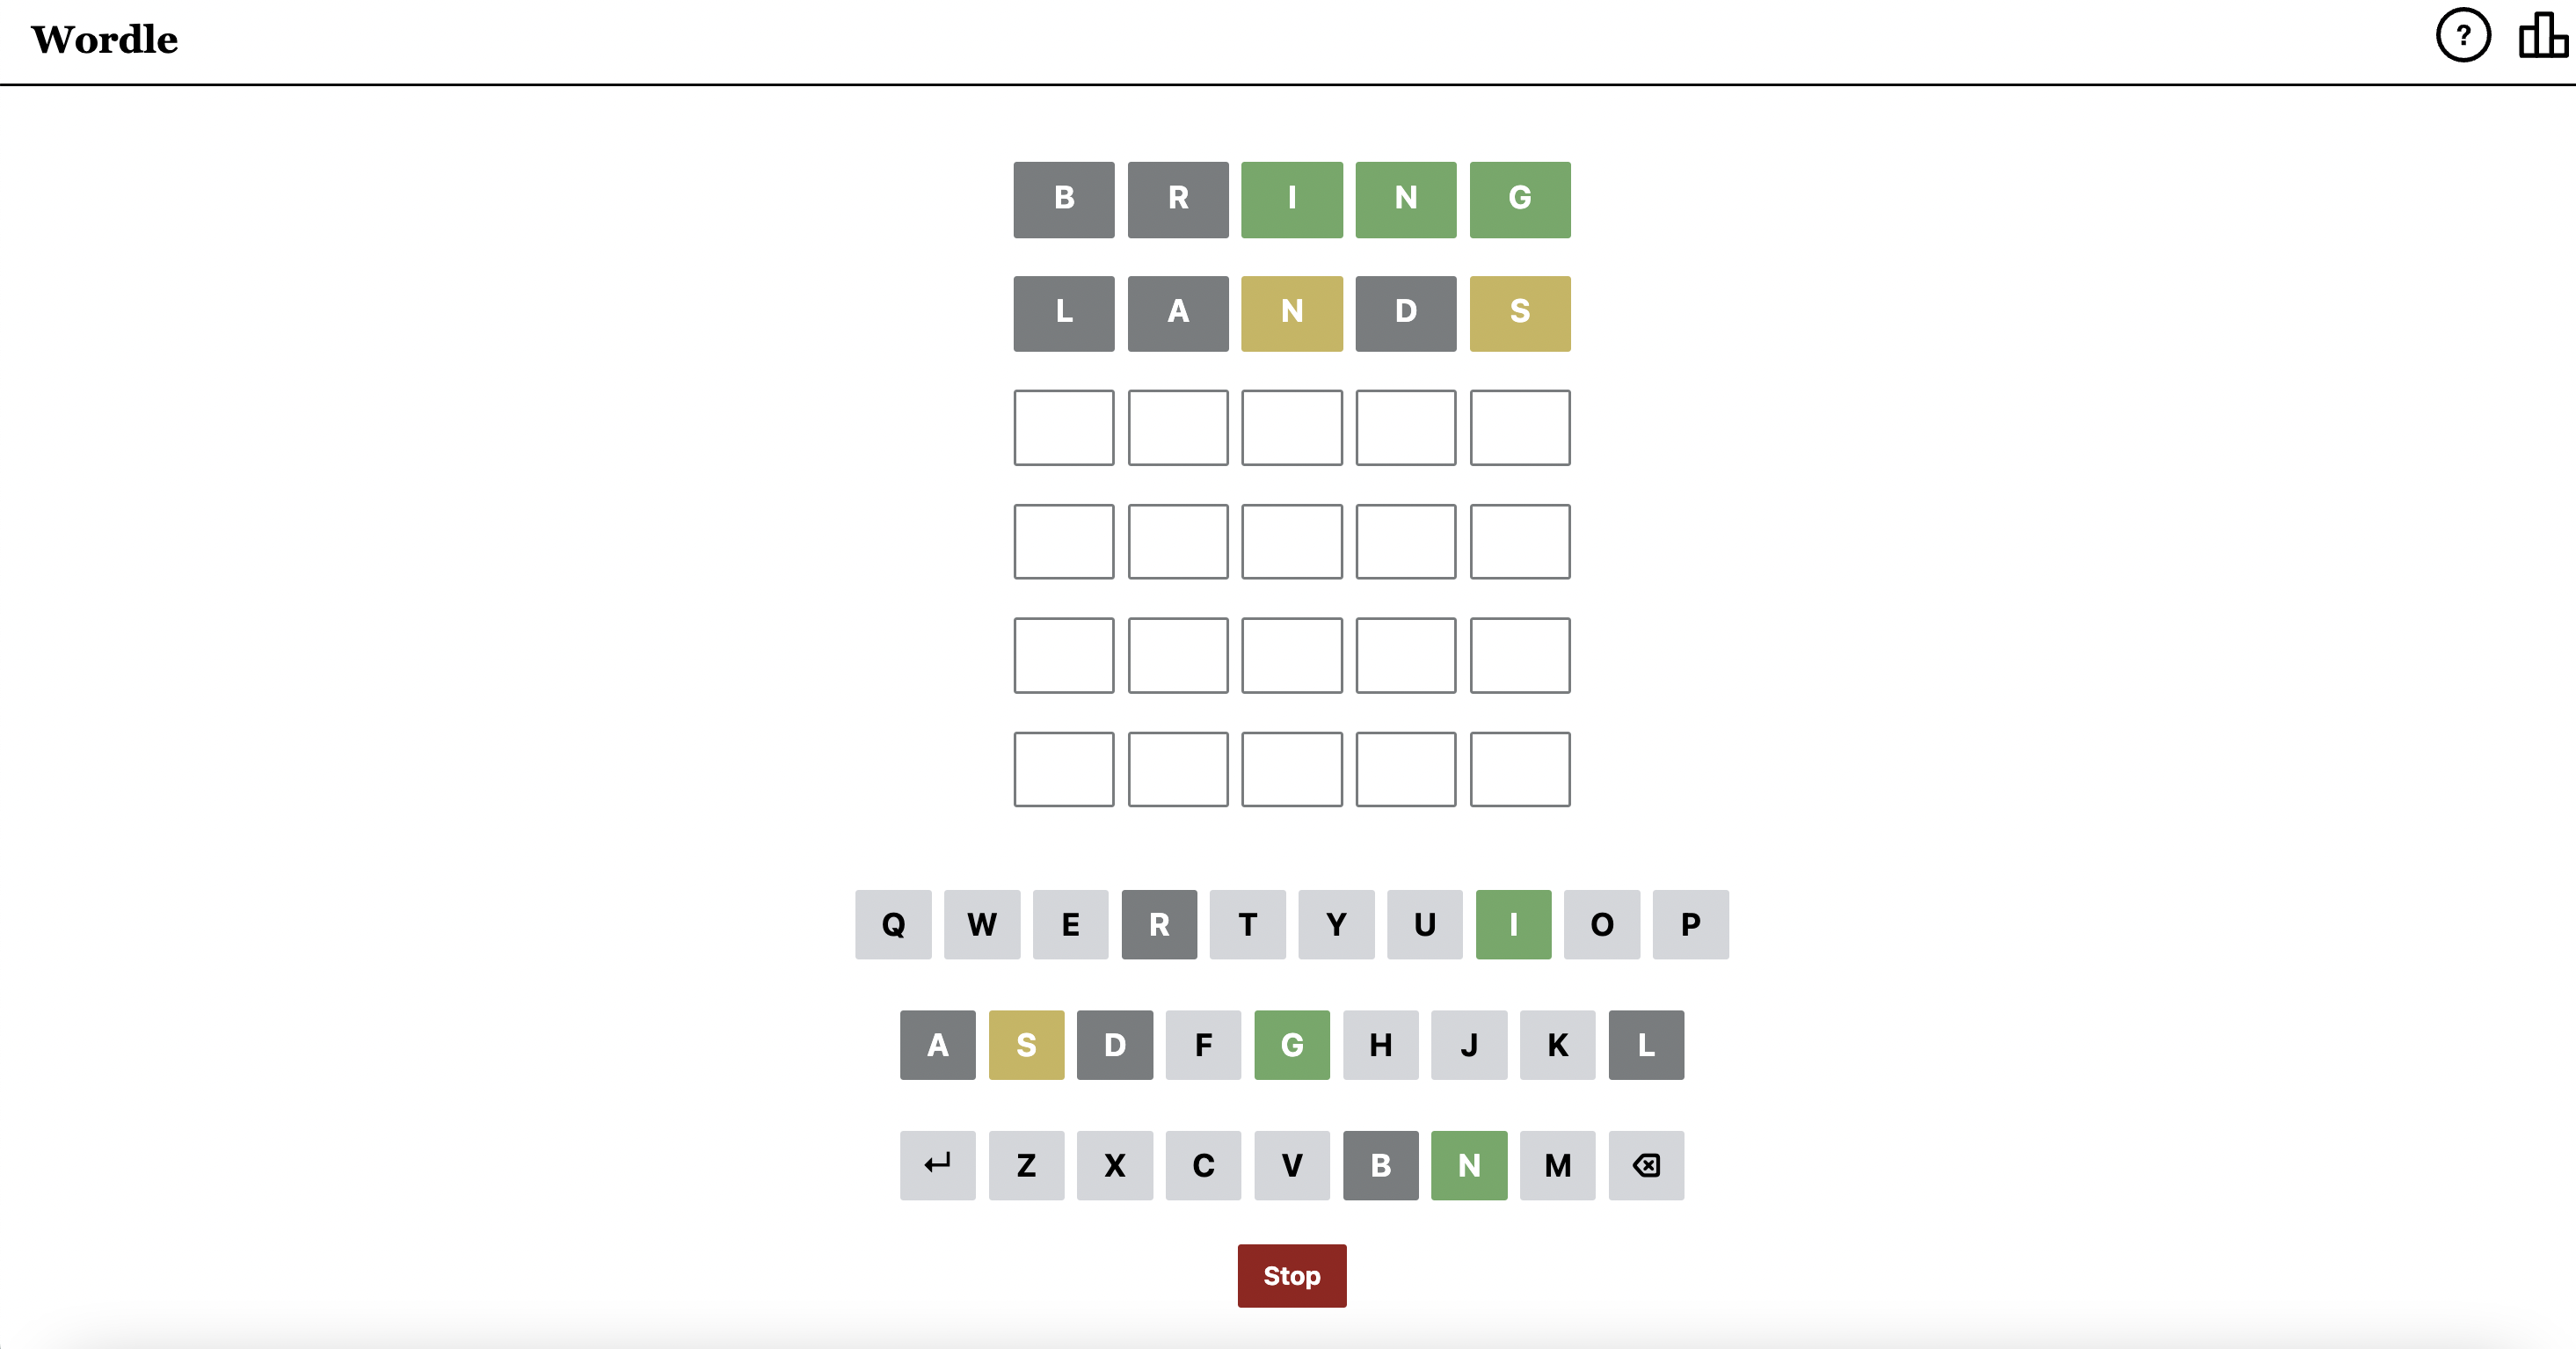 Wordle ?
B R I N G
L A N D S
Q W E R T Y U I O P
A S D F G H J K L
Z X C V B N M
Stop